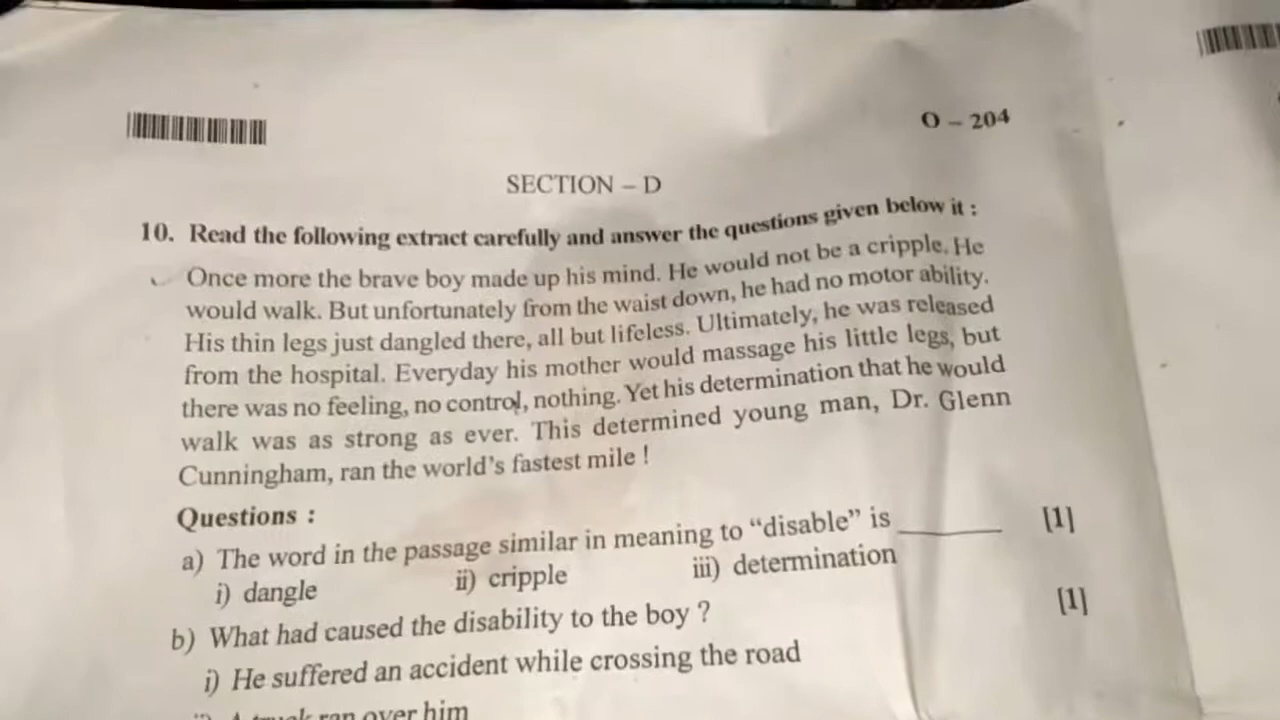 O – 204
SECTION – D
10. Read the following extract carefully and answer the questions given below it :
Once more the brave boy made up his mind. He would not be a cripple. He
would walk. But unfortunately from the waist down, he had no motor ability.
His thin legs just dangled there, all but lifeless. Ultimately, he was released
from the hospital. Everyday his mother would massage his little legs, but
there was no feeling, no control, nothing. Yet his determination that he would
walk was as strong as ever. This determined young man, Dr. Glenn
Cunningham, ran the world's fastest mile !
Questions :
a) The word in the passage similar in meaning to "disable" is ________ [1]
i) dangle ii) cripple iii) determination
b) What had caused the disability to the boy ? [1]
i) He suffered an accident while crossing the road
ii) A truck ran over him